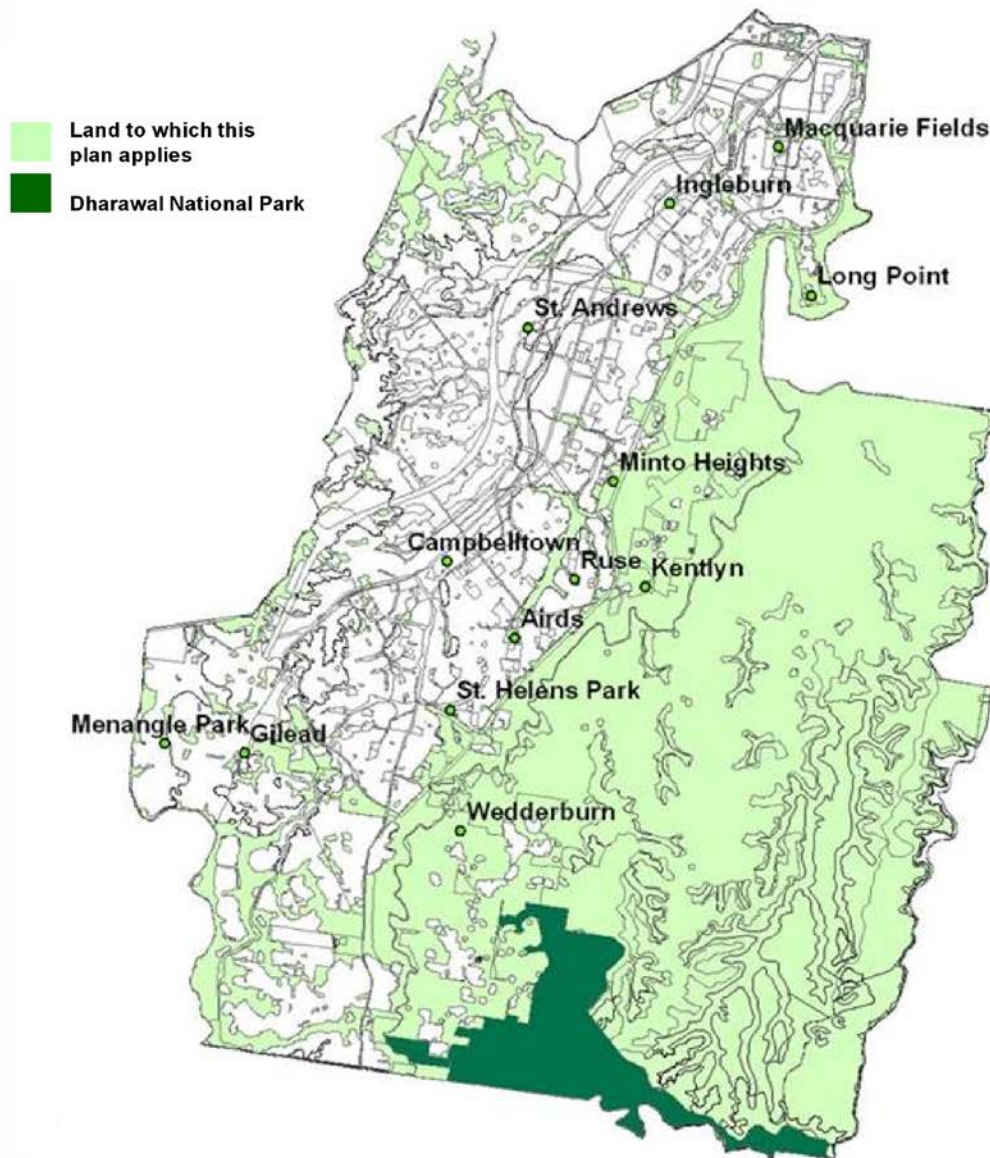 Land to which this
plan applies
Dharawal National Park
Macquarie Fields
Ingleburn
Long Point
St. Andrews
Minto Heights
Campbelltown
Ruse
Kentlyn
Airds
St. Helens Park
Menangle Park
Gilead
Wedderburn